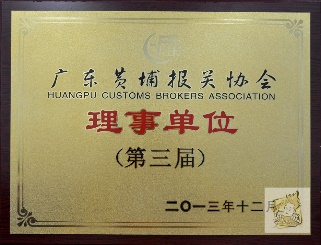 广东黄埔报关协会
HUANGPU CUSTOMS BROKERS ASSOCIATION
理事单位
(第三届)
二〇一三年十二月